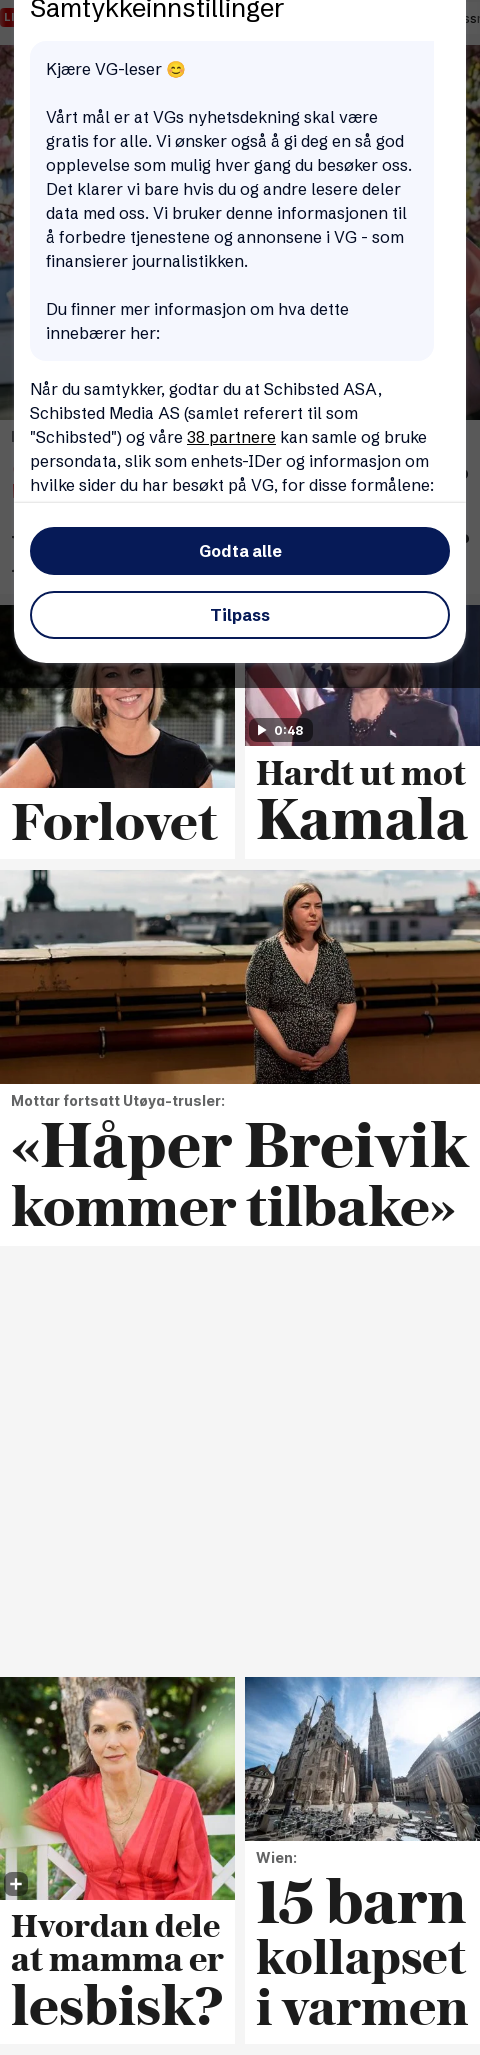 Samtykkeinnstillinger
Kjære VG-leser 😊
Vårt mål er at VGs nyhetsdekning skal være
gratis for alle. Vi ønsker også å gi deg en så god
opplevelse som mulig hver gang du besøker oss.
Det klarer vi bare hvis du og andre lesere deler
data med oss. Vi bruker denne informasjonen til
å forbedre tjenestene og annonsene i VG - som
finansierer journalistikken.
Du finner mer informasjon om hva dette
innebærer her:
Når du samtykker, godtar du at Schibsted ASA,
Schibsted Media AS (samlet referert til som
"Schibsted") og våre 38 partnere kan samle og bruke
persondata, slik som enhets-IDer og informasjon om
hvilke sider du har besøkt på VG, for disse formålene:
Godta alle
Tilpass
0:48
Forlovet
Hardt ut mot
Kamala
Mottar fortsatt Utøya-trusler:
«Håper Breivik
kommer tilbake»
Hvordan dele
at mamma er
lesbisk?
Wien:
15 barn
kollapset
i varmen